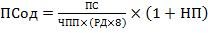 ПСод = ПС / ЧПП×(РД×8) × (1 + НП)